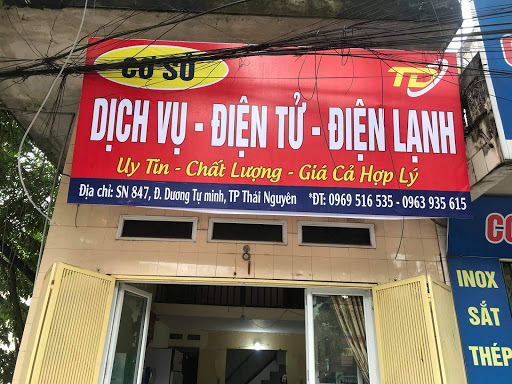 CƠ SỞ
TD
DỊCH VỤ - ĐIỆN TỬ - ĐIỆN LẠNH
Uy Tín - Chất Lượng - Giá Cả Hợp Lý
Địa chỉ: SN 847, Đ. Dương Tự minh, TP Thái Nguyên *ĐT: 0969 516 535 - 0963 935 615
INOX
SẮT
THÉP